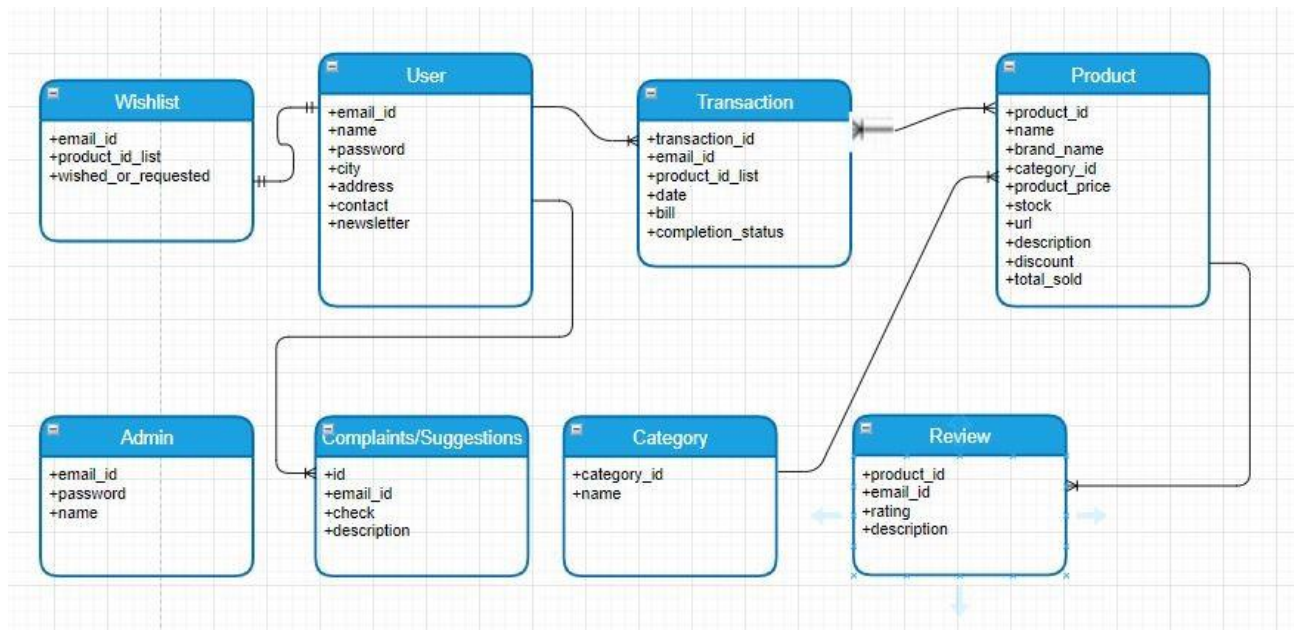 Wishlist
+email_id
+product_id_list
+wished_or_requested
User
+email_id
+name
+password
+city
+address
+contact
+newsletter
Transaction
+transaction_id
+email_id
+product_id_list
+date
+bill
+completion_status
Product
+product_id
+name
+brand_name
+category_id
+product_price
+stock
+url
+description
+discount
+total_sold
Admin
+email_id
+password
+name
Complaints/Suggestions
+id
+email_id
+check
+description
Category
+category_id
+name
Review
+product_id
+email_id
+rating
+description